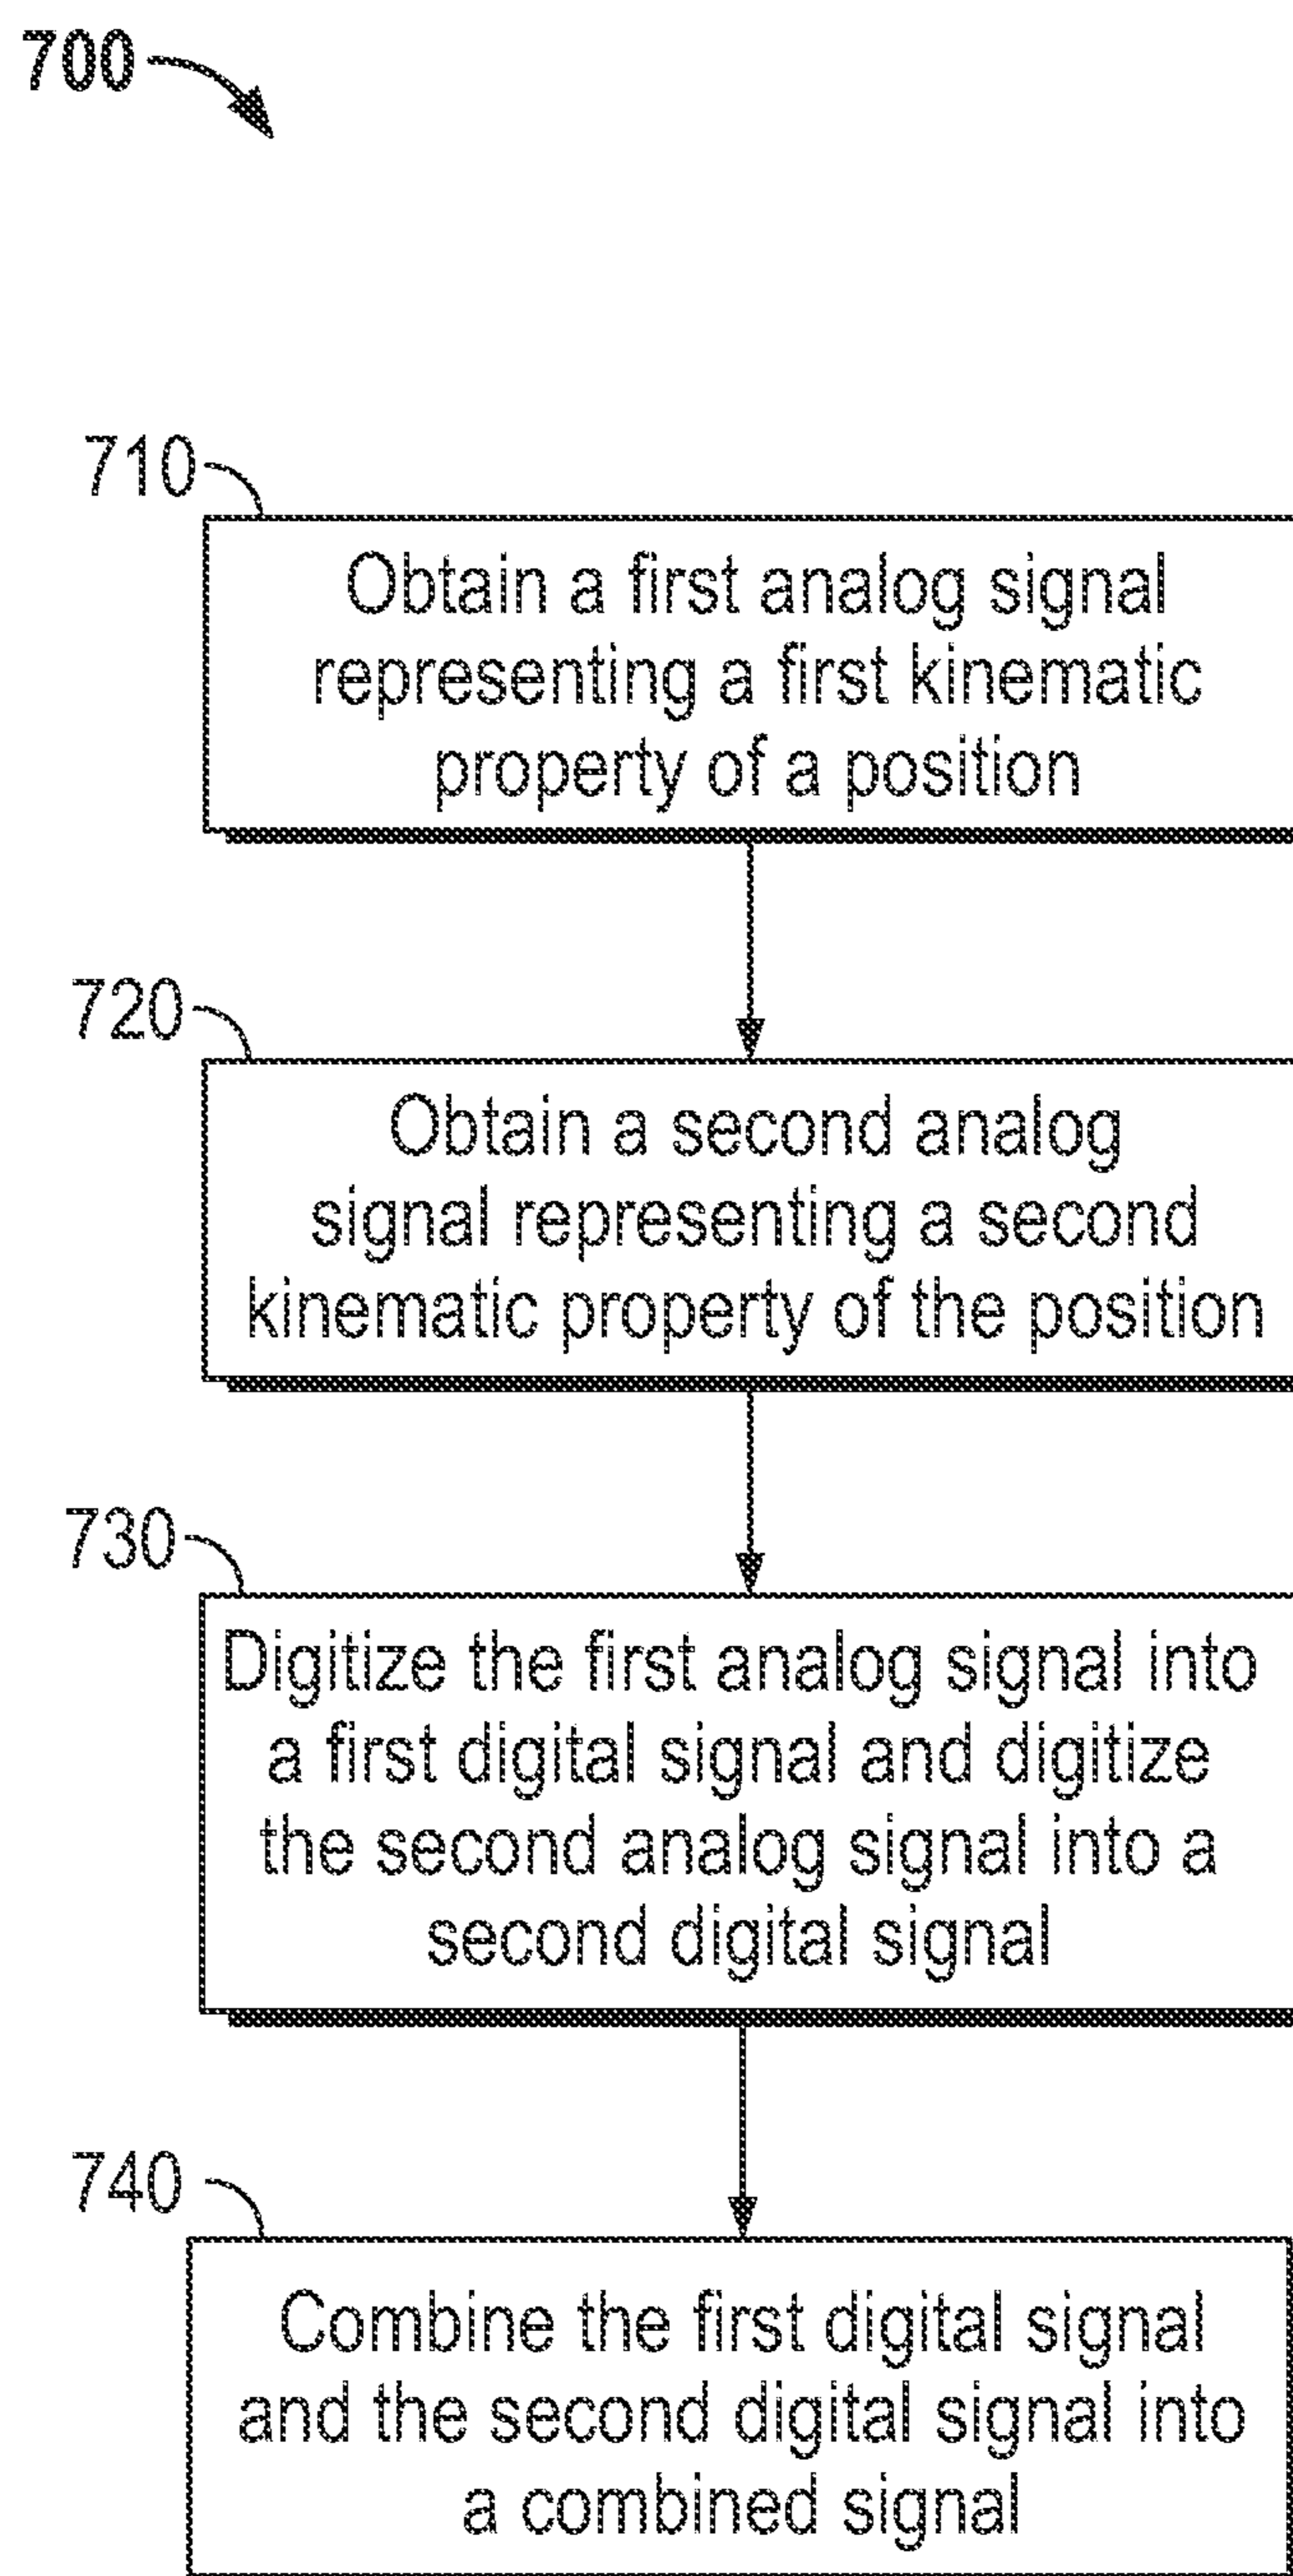 700
710
Obtain a first analog signal
representing a first kinematic
property of a position
720
Obtain a second analog
signal representing a second
kinematic property of the position
730
Digitize the first analog signal into
a first digital signal and digitize
the second analog signal into a
second digital signal
740
Combine the first digital signal
and the second digital signal into
a combined signal